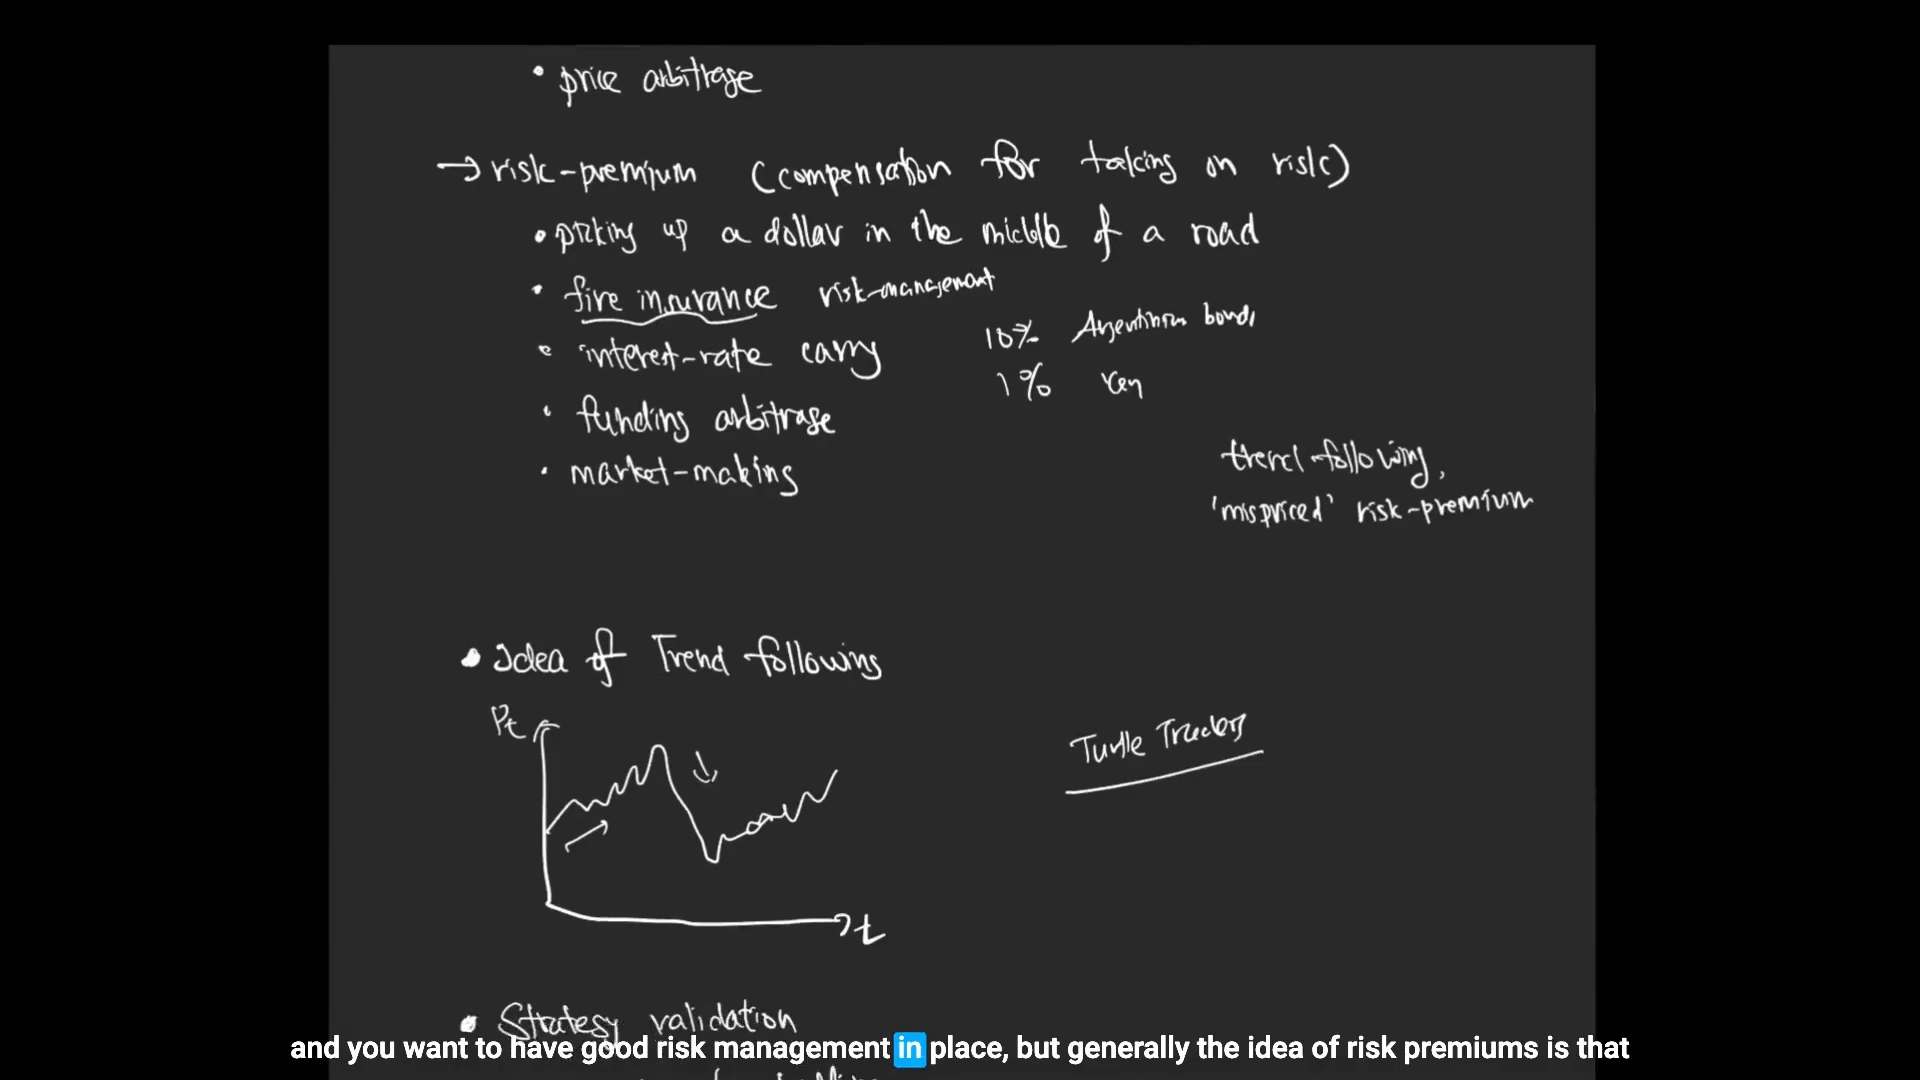 • price arbitrage
→ risk-premium (compensation for taking on risk)
• picking up a dollar in the middle of a road
• fire insurance risk-management
• interest-rate carry 10% Argentinian bonds
1% Yen
• funding arbitrage
• market-making
trend-following,
'mispriced' risk-premium
• Idea of Trend following
Pt
Turtle Traders
t
• Strategy validation
and you want to have good risk management in place, but generally the idea of risk premiums is that